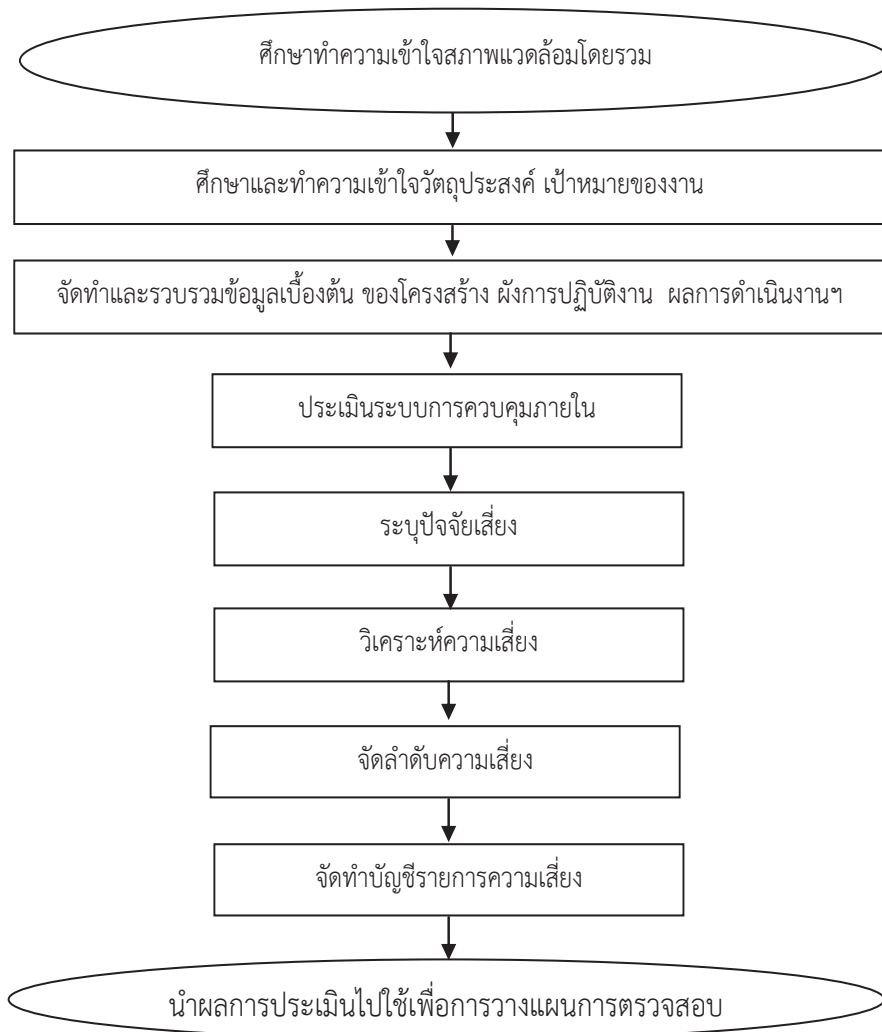 ศึกษาทำความเข้าใจสภาพแวดล้อมโดยรวม
ศึกษาและทำความเข้าใจวัตถุประสงค์ เป้าหมายของงาน
จัดทำและรวบรวมข้อมูลเบื้องต้น ของโครงสร้าง ผังการปฏิบัติงาน ผลการดำเนินงานฯ
ประเมินระบบการควบคุมภายใน
ระบุปัจจัยเสี่ยง
วิเคราะห์ความเสี่ยง
จัดลำดับความเสี่ยง
จัดทำบัญชีรายการความเสี่ยง
นำผลการประเมินไปใช้เพื่อการวางแผนการตรวจสอบ